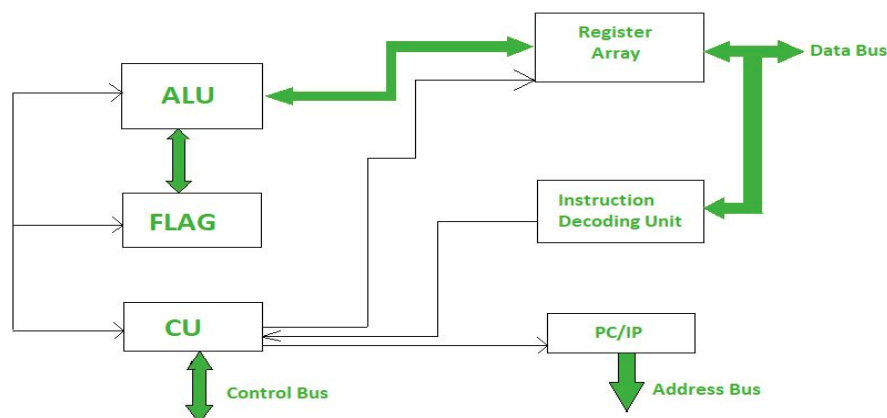 Register
Array
Data Bus
ALU
FLAG
Instruction
Decoding Unit
CU
PC/IP
Control Bus
Address Bus